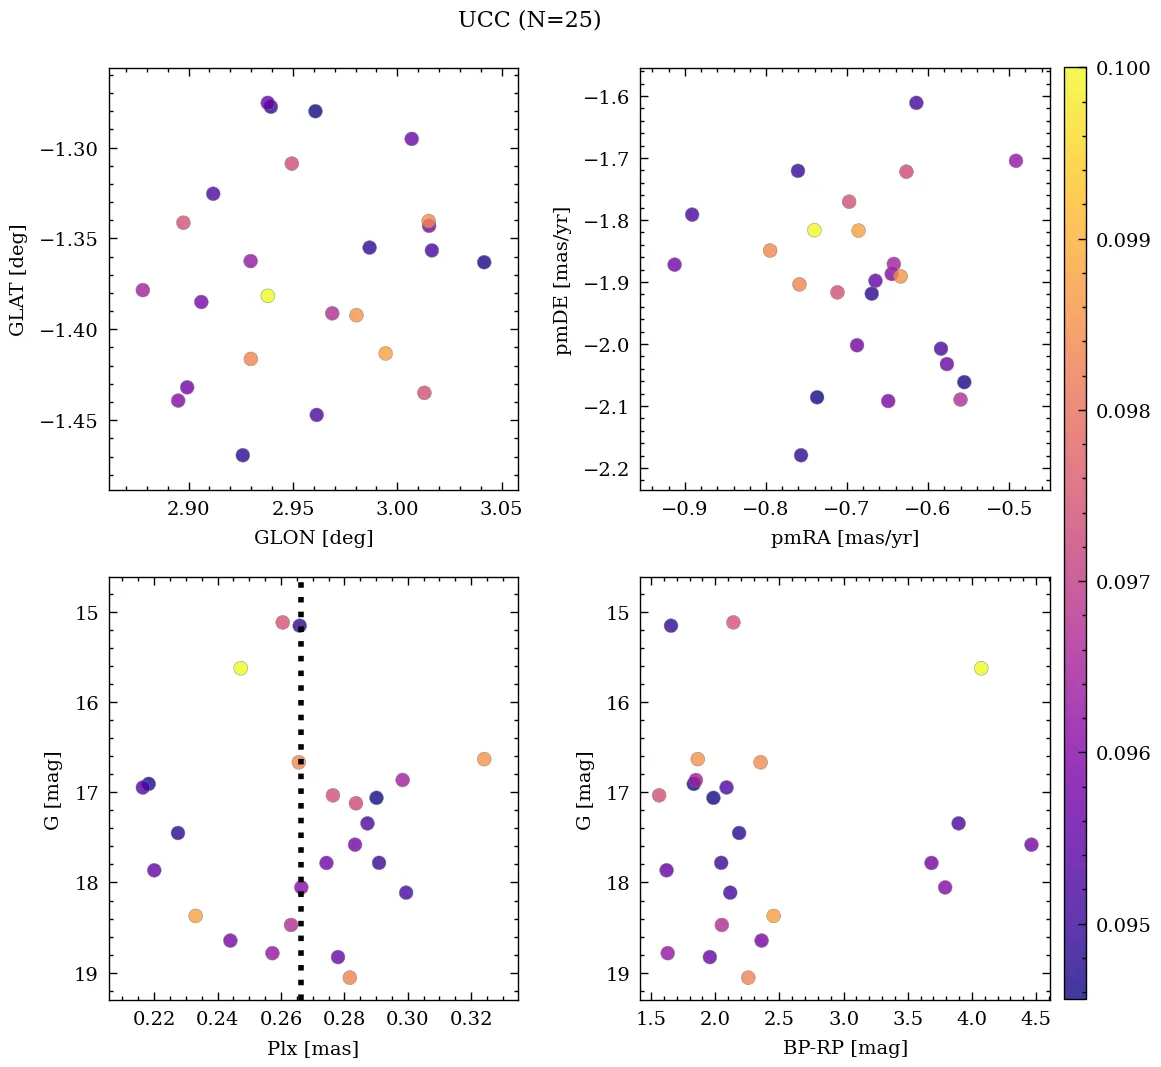 UCC (N=25)
−1.30
−1.35
−1.40
−1.45
GLAT [deg]
2.90 2.95 3.00 3.05
GLON [deg]
−1.6
−1.7
−1.8
−1.9
−2.0
−2.1
−2.2
pmDE [mas/yr]
−0.9 −0.8 −0.7 −0.6 −0.5
pmRA [mas/yr]
15
16
17
18
19
G [mag]
0.22 0.24 0.26 0.28 0.30 0.32
Plx [mas]
15
16
17
18
19
G [mag]
1.5 2.0 2.5 3.0 3.5 4.0 4.5
BP-RP [mag]
0.100
0.099
0.098
0.097
0.096
0.095